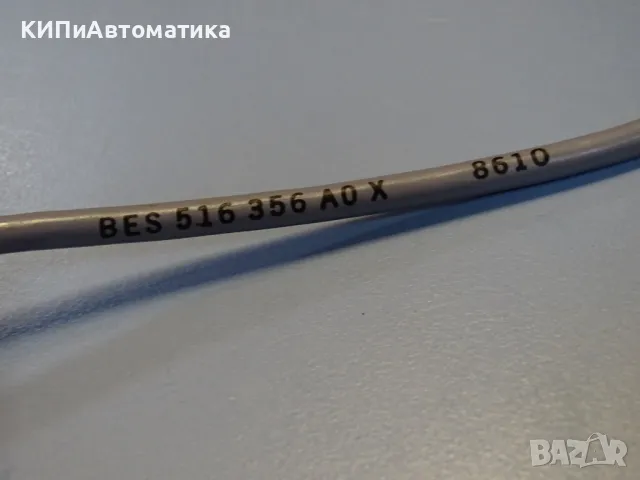 КИПиАвтоматика
BES 516 356 A0 X 8610
BAZAR